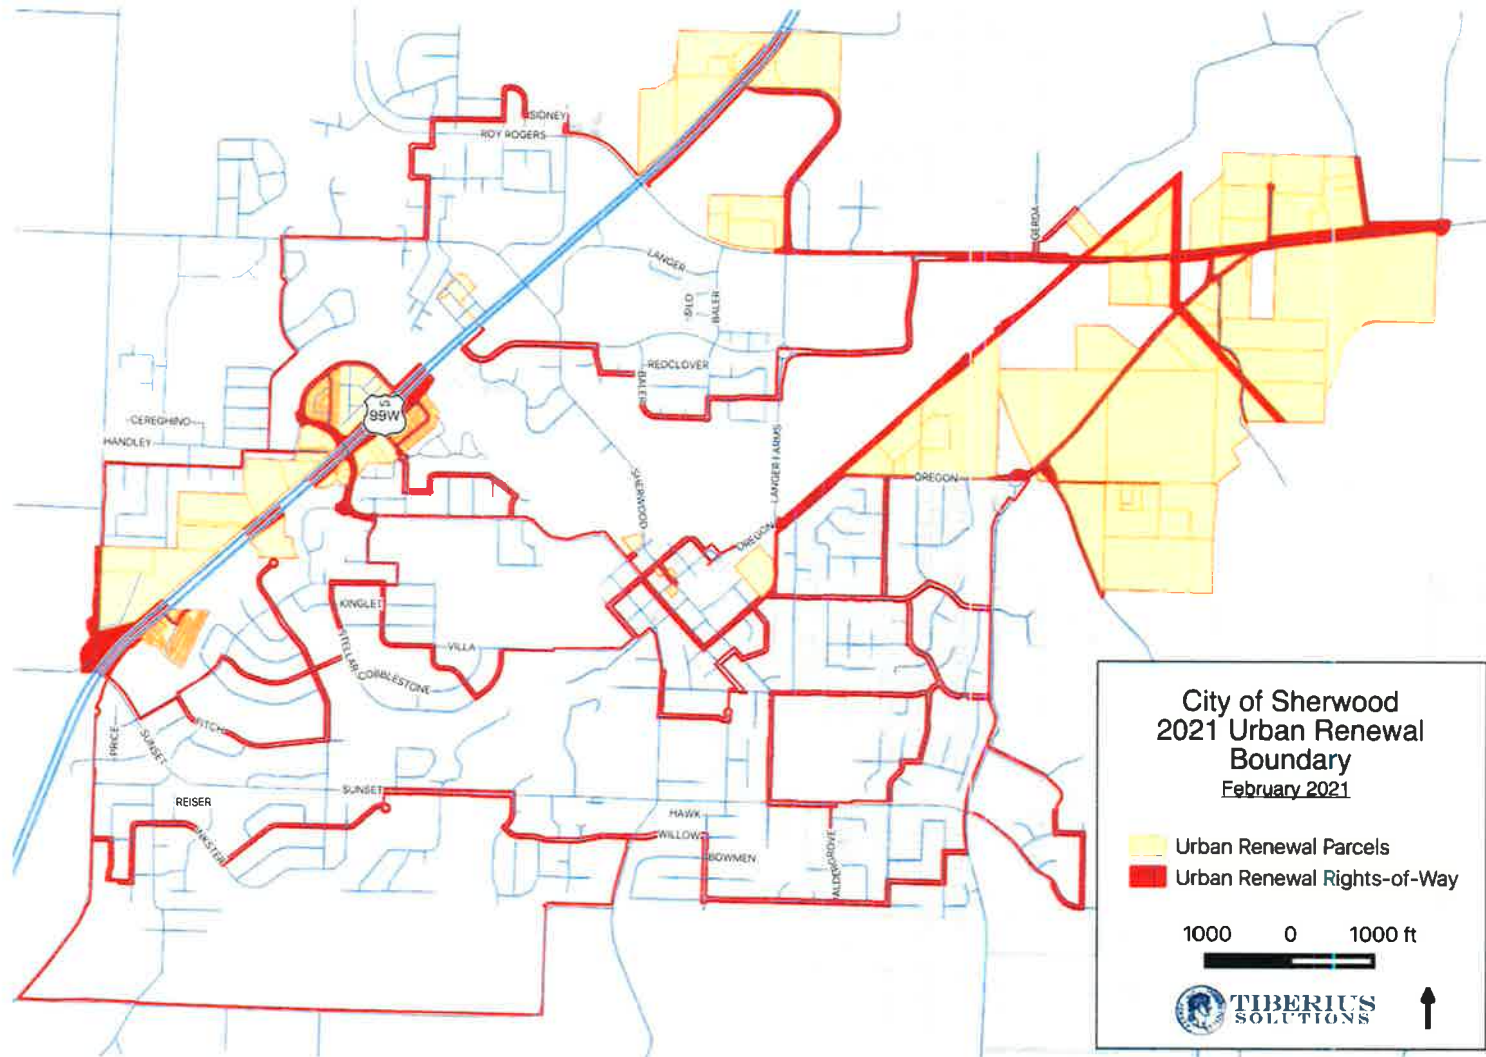 SIDNEY
ROY ROGERS
GERDA
LANGER
BALER
REDCLOVER
BALER
US
99W
CEREGHINO
HANDLEY
LANGER FARMS
SHERWOOD
OREGON
OREGON
KINGLET
STELLAR
VILLA
COBBLESTONE
FITCH
PRICE
SUNSET
SUNSET
REISER
INKSTER
HAWK
WILLOW
BOWMEN
ALDERGROVE
City of Sherwood
2021 Urban Renewal
Boundary
February 2021
Urban Renewal Parcels
Urban Renewal Rights-of-Way
1000 0 1000 ft
TIBERIUS
SOLUTIONS